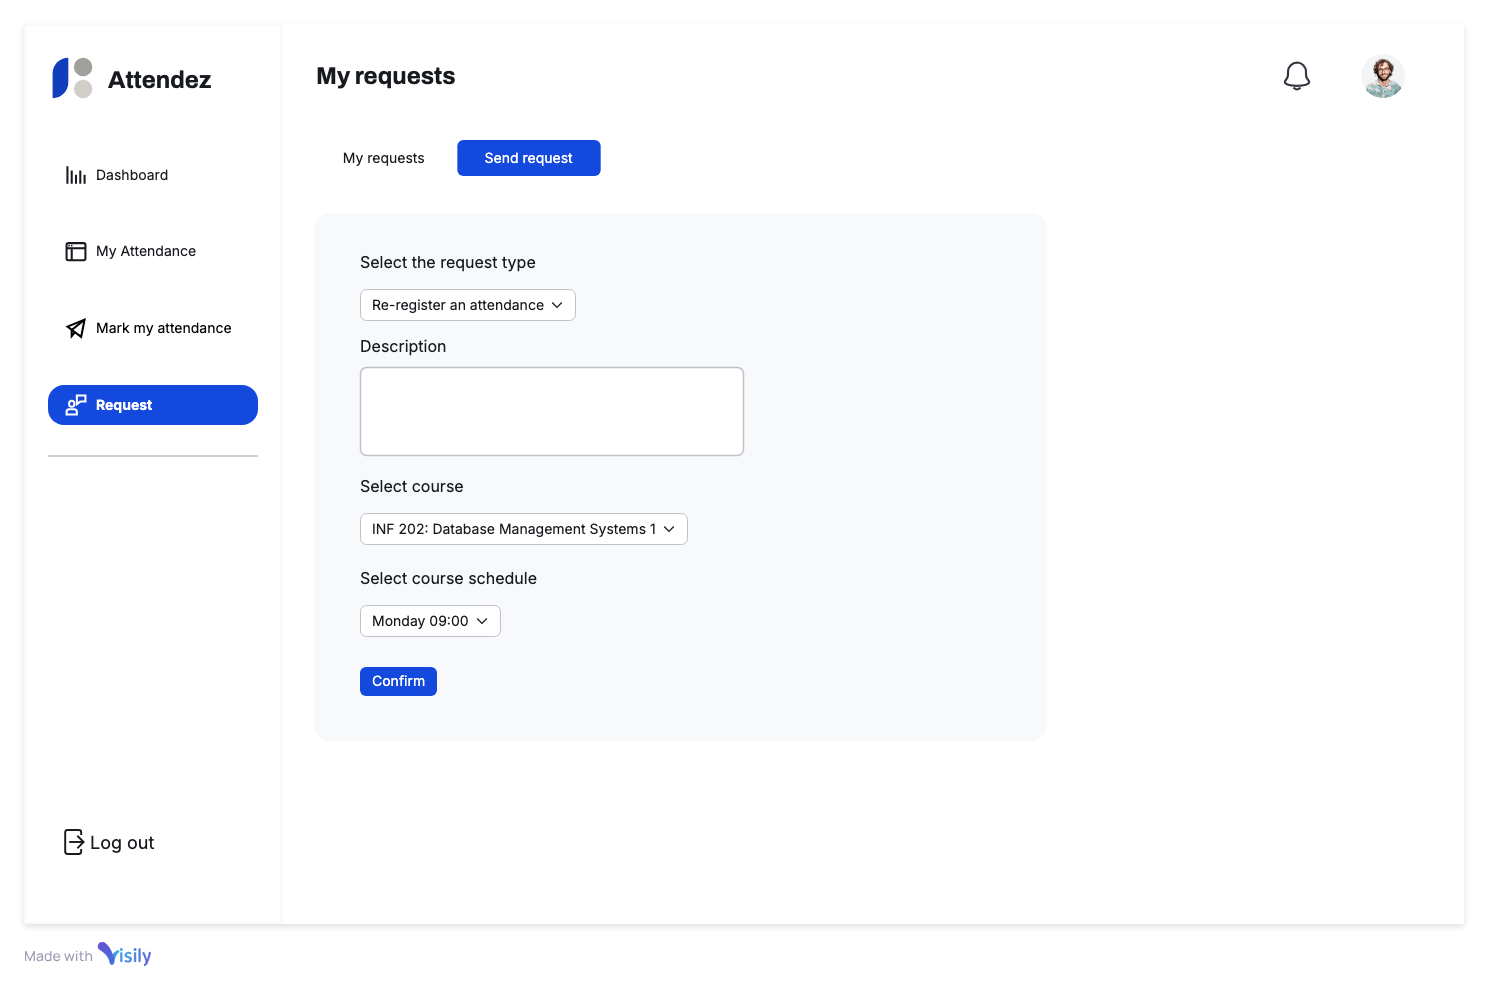 Attendez
My requests
My requests
Send request
Dashboard
My Attendance
Mark my attendance
Request
Select the request type
Re-register an attendance
Description
Select course
INF 202: Database Management Systems 1
Select course schedule
Monday 09:00
Confirm
Log out
Made with Visily